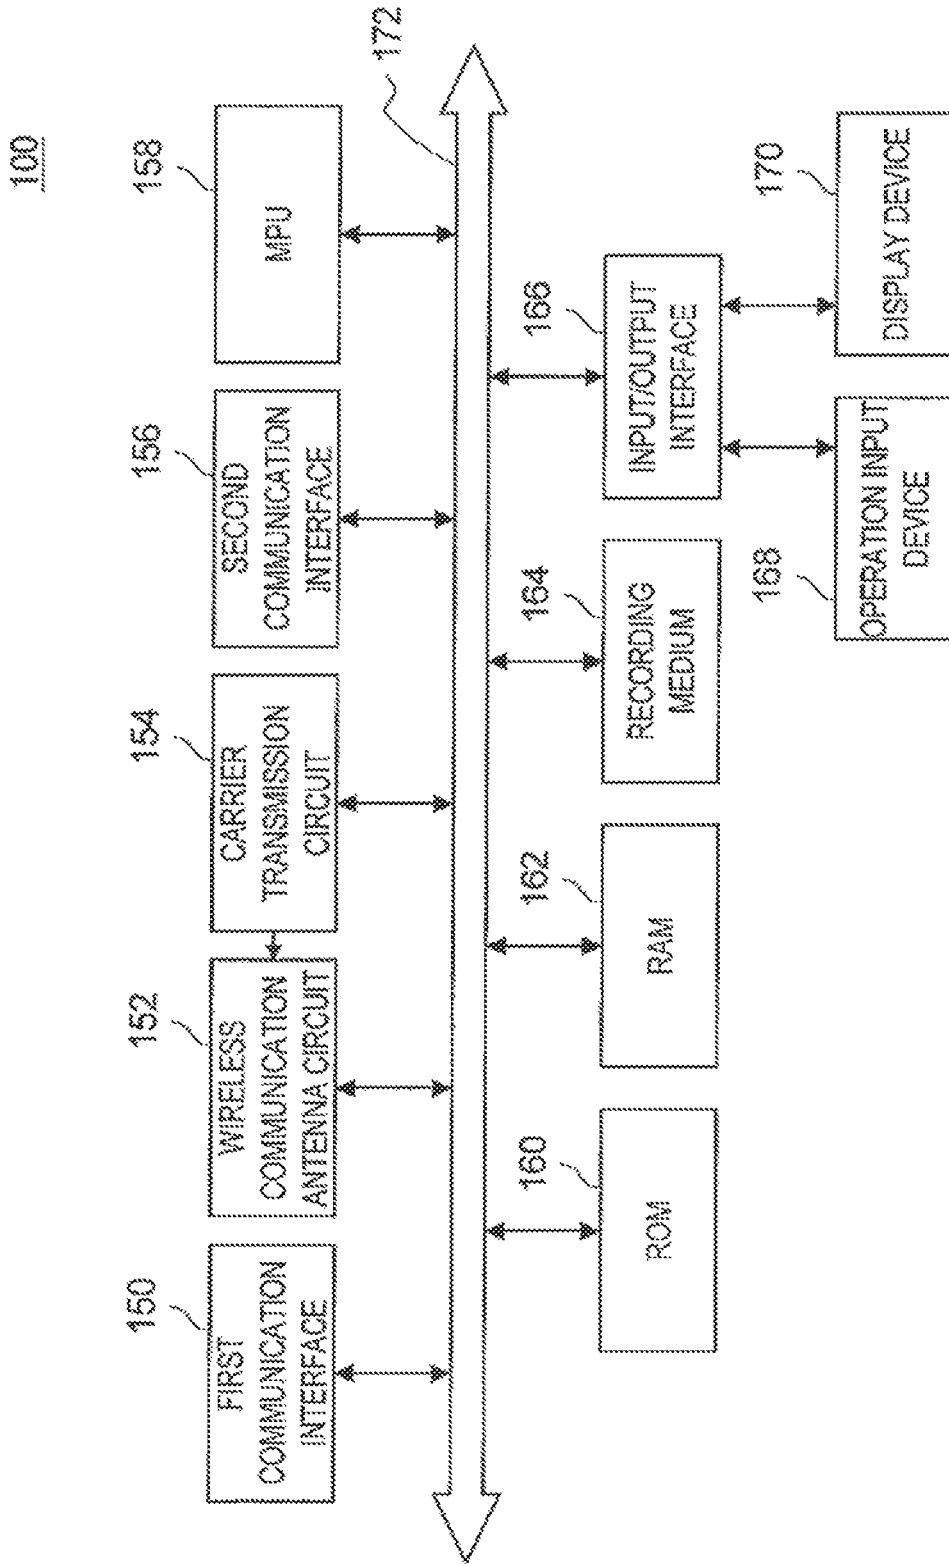 100
150
152
154
156
158
FIRST
COMMUNICATION
INTERFACE
WIRELESS
COMMUNICATION
ANTENNA CIRCUIT
CARRIER
TRANSMISSION
CIRCUIT
SECOND
COMMUNICATION
INTERFACE
MPU
172
160
162
164
166
ROM
RAM
RECORDING
MEDIUM
INPUT/OUTPUT
INTERFACE
168
170
OPERATION INPUT
DEVICE
DISPLAY DEVICE